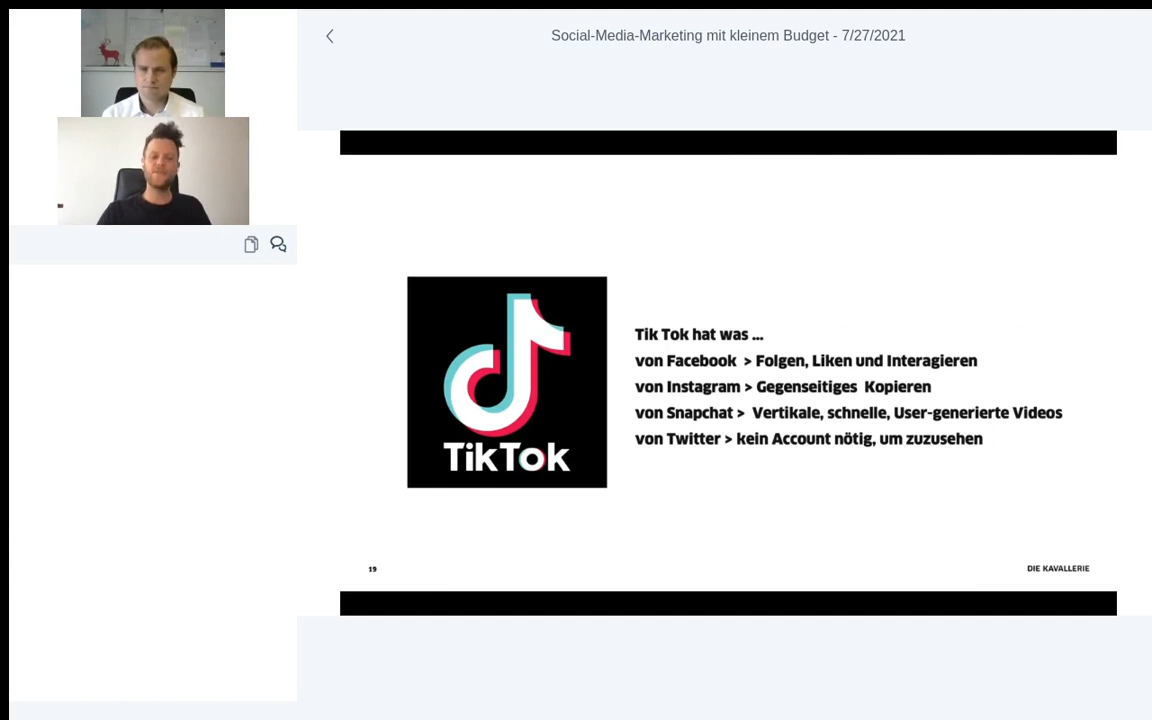 Social-Media-Marketing mit kleinem Budget - 7/27/2021
TikTok
Tik Tok hat was ...
von Facebook > Folgen, Liken und Interagieren
von Instagram > Gegenseitiges Kopieren
von Snapchat > Vertikale, schnelle, User-generierte Videos
von Twitter > kein Account nötig, um zuzusehen
19
DIE KAVALLERIE